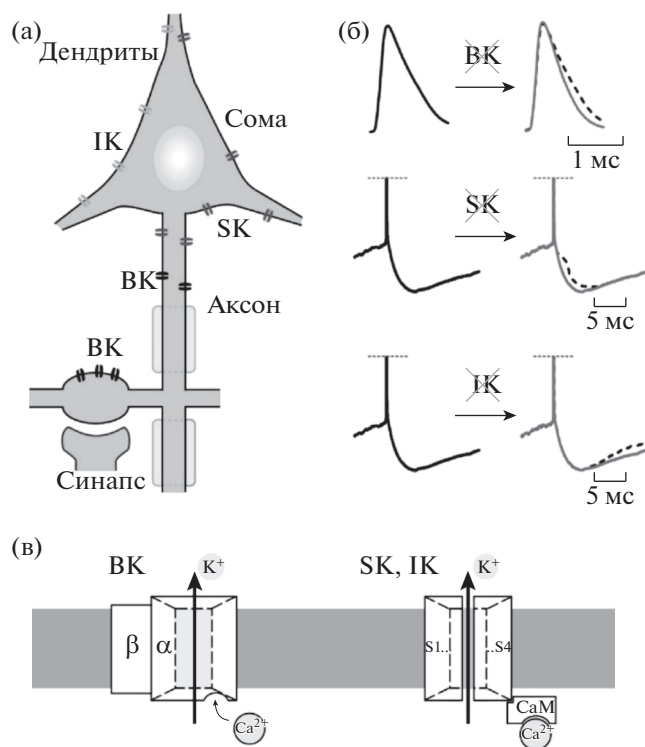 (а)
Дендриты
IK
Сома
SK
BK
Аксон
BK
Синапс
(б)
BK
1 мс
SK
5 мс
IK
5 мс
(в)
BK
K⁺
SK, IK
K⁺
β
α
S1..
..S4
Ca²⁺
CaM
Ca²⁺